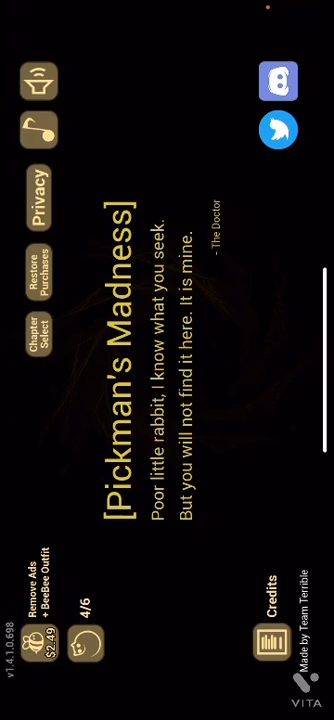 v1.4.1.0.698
Remove Ads
+ BeeBee Outfit
$2.49
4/6
Chapter
Select
Restore
Purchases
Privacy
[Pickman's Madness]
Poor little rabbit, I know what you seek.
But you will not find it here. It is mine.
- The Doctor
Credits
Made by Team Terrible
VITA